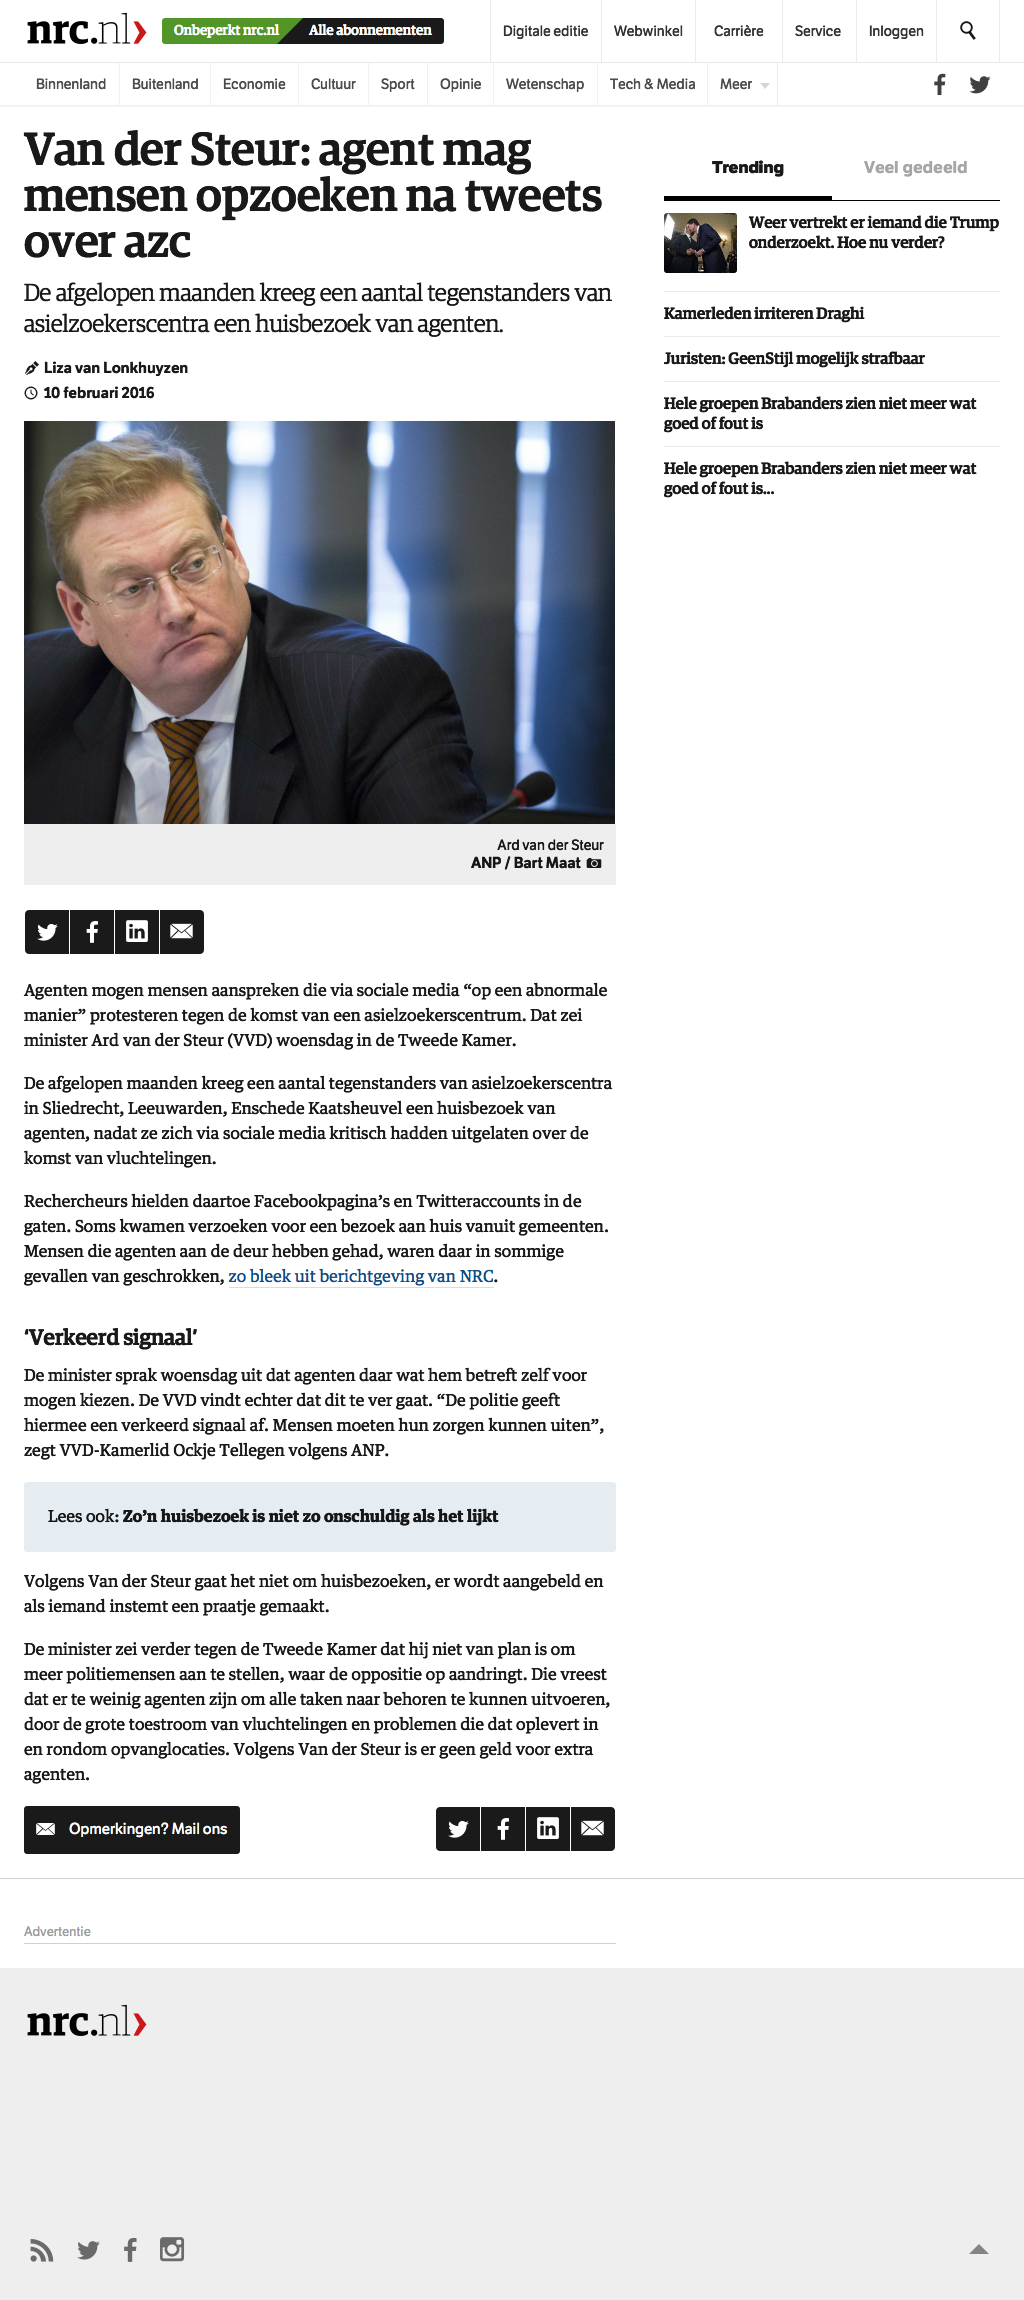 nrc.nl
Onbeperkt nrc.nl
Alle abonnementen
Digitale editie
Webwinkel
Carrière
Service
Inloggen
Binnenland
Buitenland
Economie
Cultuur
Sport
Opinie
Wetenschap
Tech & Media
Meer
Van der Steur: agent mag
mensen opzoeken na tweets
over azc
De afgelopen maanden kreeg een aantal tegenstanders van
asielzoekerscentra een huisbezoek van agenten.
Liza van Lonkhuyzen
10 februari 2016
Ard van der Steur
ANP / Bart Maat
Agenten mogen mensen aanspreken die via sociale media “op een abnormale
manier” protesteren tegen de komst van een asielzoekerscentrum. Dat zei
minister Ard van der Steur (VVD) woensdag in de Tweede Kamer.
De afgelopen maanden kreeg een aantal tegenstanders van asielzoekerscentra
in Sliedrecht, Leeuwarden, Enschede Kaatsheuvel een huisbezoek van
agenten, nadat ze zich via sociale media kritisch hadden uitgelaten over de
komst van vluchtelingen.
Rechercheurs hielden daartoe Facebookpagina’s en Twitteraccounts in de
gaten. Soms kwamen verzoeken voor een bezoek aan huis vanuit gemeenten.
Mensen die agenten aan de deur hebben gehad, waren daar in sommige
gevallen van geschrokken, zo bleek uit berichtgeving van NRC.
‘Verkeerd signaal’
De minister sprak woensdag uit dat agenten daar wat hem betreft zelf voor
mogen kiezen. De VVD vindt echter dat dit te ver gaat. “De politie geeft
hiermee een verkeerd signaal af. Mensen moeten hun zorgen kunnen uiten”,
zegt VVD-Kamerlid Ockje Tellegen volgens ANP.
Lees ook: Zo’n huisbezoek is niet zo onschuldig als het lijkt
Volgens Van der Steur gaat het niet om huisbezoeken, er wordt aangebeld en
als iemand instemt een praatje gemaakt.
De minister zei verder tegen de Tweede Kamer dat hij niet van plan is om
meer politiemensen aan te stellen, waar de oppositie op aandringt. Die vreest
dat er te weinig agenten zijn om alle taken naar behoren te kunnen uitvoeren,
door de grote toestroom van vluchtelingen en problemen die dat oplevert in
en rondom opvanglocaties. Volgens Van der Steur is er geen geld voor extra
agenten.
Opmerkingen? Mail ons
Trending
Veel gedeeld
Weer vertrekt er iemand die Trump
onderzoekt. Hoe nu verder?
Kamerleden irriteren Draghi
Juristen: GeenStijl mogelijk strafbaar
Hele groepen Brabanders zien niet meer wat
goed of fout is
Hele groepen Brabanders zien niet meer wat
goed of fout is...
Advertentie
nrc.nl